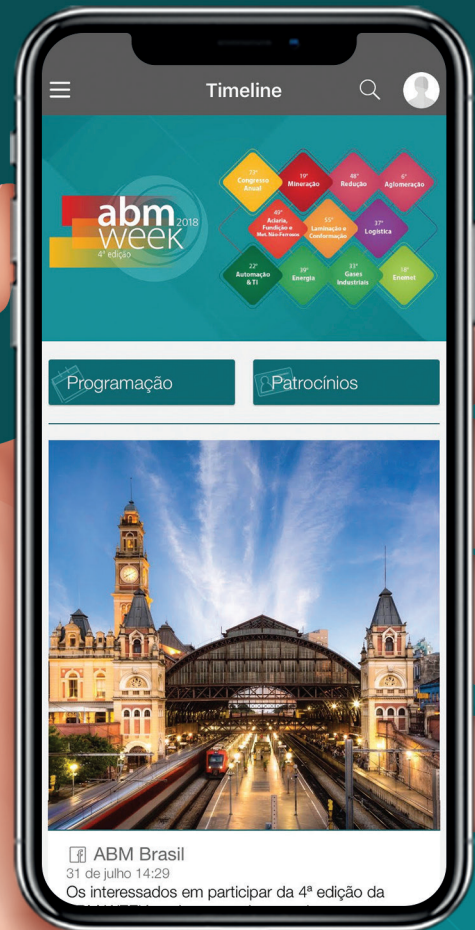 Timeline
abm
2018
WEEK
4ª edição
73º
Congresso
Anual
19º
Mineração
48º
Redução
6º
Aglomeração
49º
Aciaria,
Fundição e
Met. Não-Ferrosos
55º
Laminação e
Conformação
37º
Logística
22º
Automação
& TI
39º
Energia
33º
Gases
Industriais
18º
Enemet
Programação
Patrocínios
ABM Brasil
31 de julho 14:29
Os interessados em participar da 4ª edição da